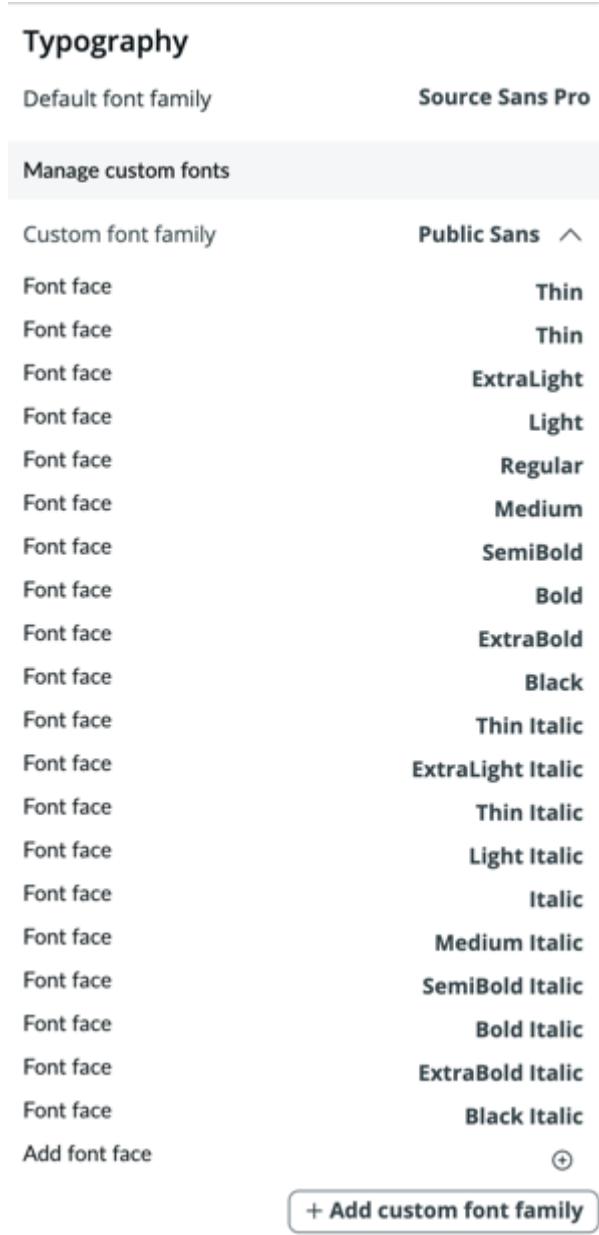 Typography
Default font family Source Sans Pro
Manage custom fonts
Custom font family Public Sans
Font face Thin
Font face Thin
Font face ExtraLight
Font face Light
Font face Regular
Font face Medium
Font face SemiBold
Font face Bold
Font face ExtraBold
Font face Black
Font face Thin Italic
Font face ExtraLight Italic
Font face Thin Italic
Font face Light Italic
Font face Italic
Font face Medium Italic
Font face SemiBold Italic
Font face Bold Italic
Font face ExtraBold Italic
Font face Black Italic
Add font face
+ Add custom font family